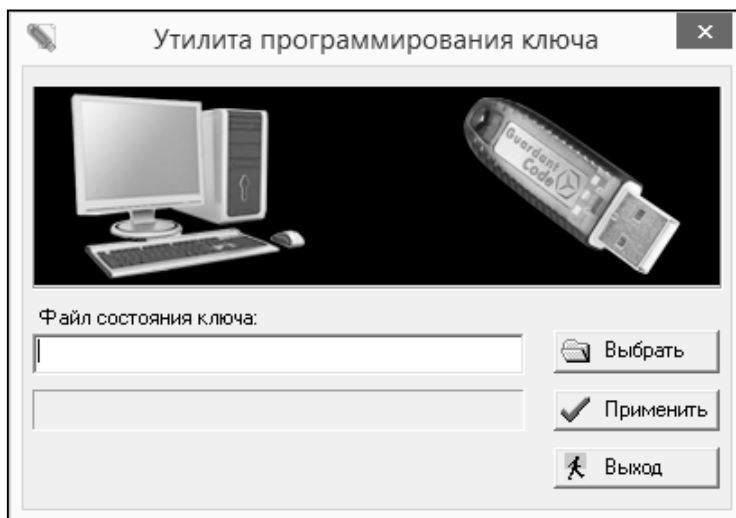 Утилита программирования ключа
Guardant
Code
Файл состояния ключа:
Выбрать
Применить
Выход